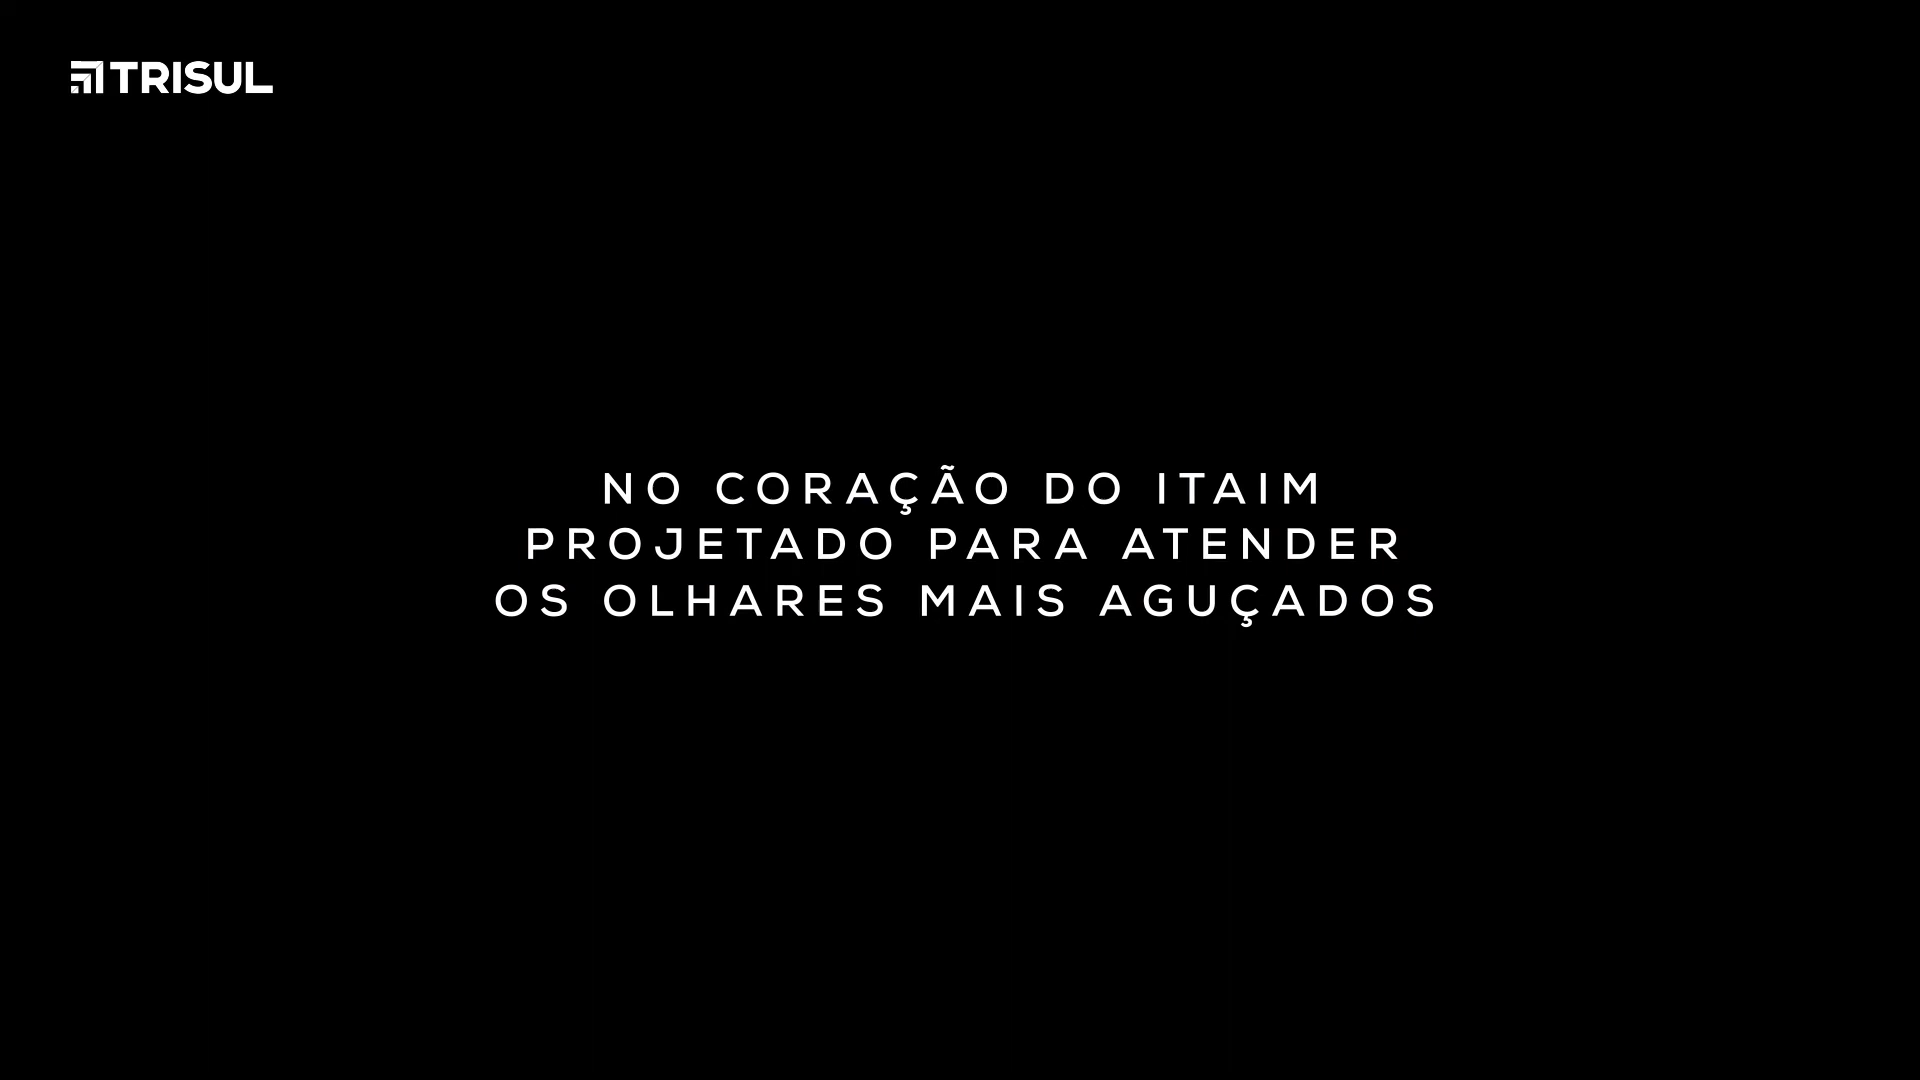 TRISUL
NO CORAÇÃO DO ITAIM
PROJETADO PARA ATENDER
OS OLHARES MAIS AGUÇADOS